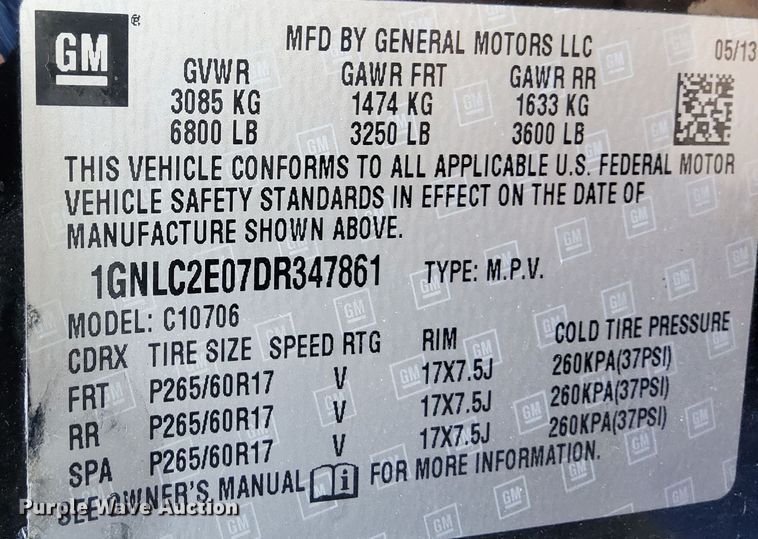 GM
MFD BY GENERAL MOTORS LLC 05/13
GVWR GAWR FRT GAWR RR
3085 KG 1474 KG 1633 KG
6800 LB 3250 LB 3600 LB
THIS VEHICLE CONFORMS TO ALL APPLICABLE U.S. FEDERAL MOTOR
VEHICLE SAFETY STANDARDS IN EFFECT ON THE DATE OF
MANUFACTURE SHOWN ABOVE.
1GNLC2E07DR347861 TYPE: M.P.V.
MODEL: C10706
CDRX TIRE SIZE SPEED RTG RIM COLD TIRE PRESSURE
FRT P265/60R17 V 17X7.5J 260KPA(37PSI)
RR P265/60R17 V 17X7.5J 260KPA(37PSI)
SPA P265/60R17 V 17X7.5J 260KPA(37PSI)
SEE OWNER'S MANUAL i FOR MORE INFORMATION.
Purple Wave Auction